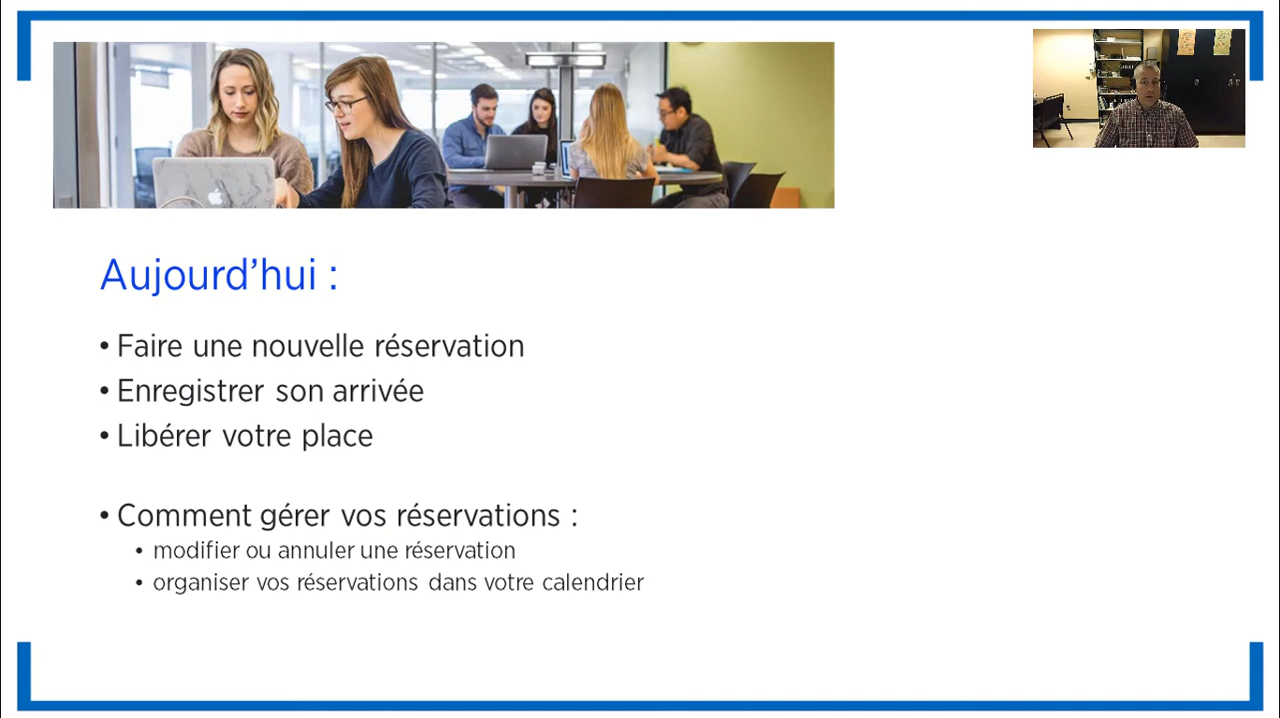 Aujourd’hui :
• Faire une nouvelle réservation
• Enregistrer son arrivée
• Libérer votre place
• Comment gérer vos réservations :
• modifier ou annuler une réservation
• organiser vos réservations dans votre calendrier